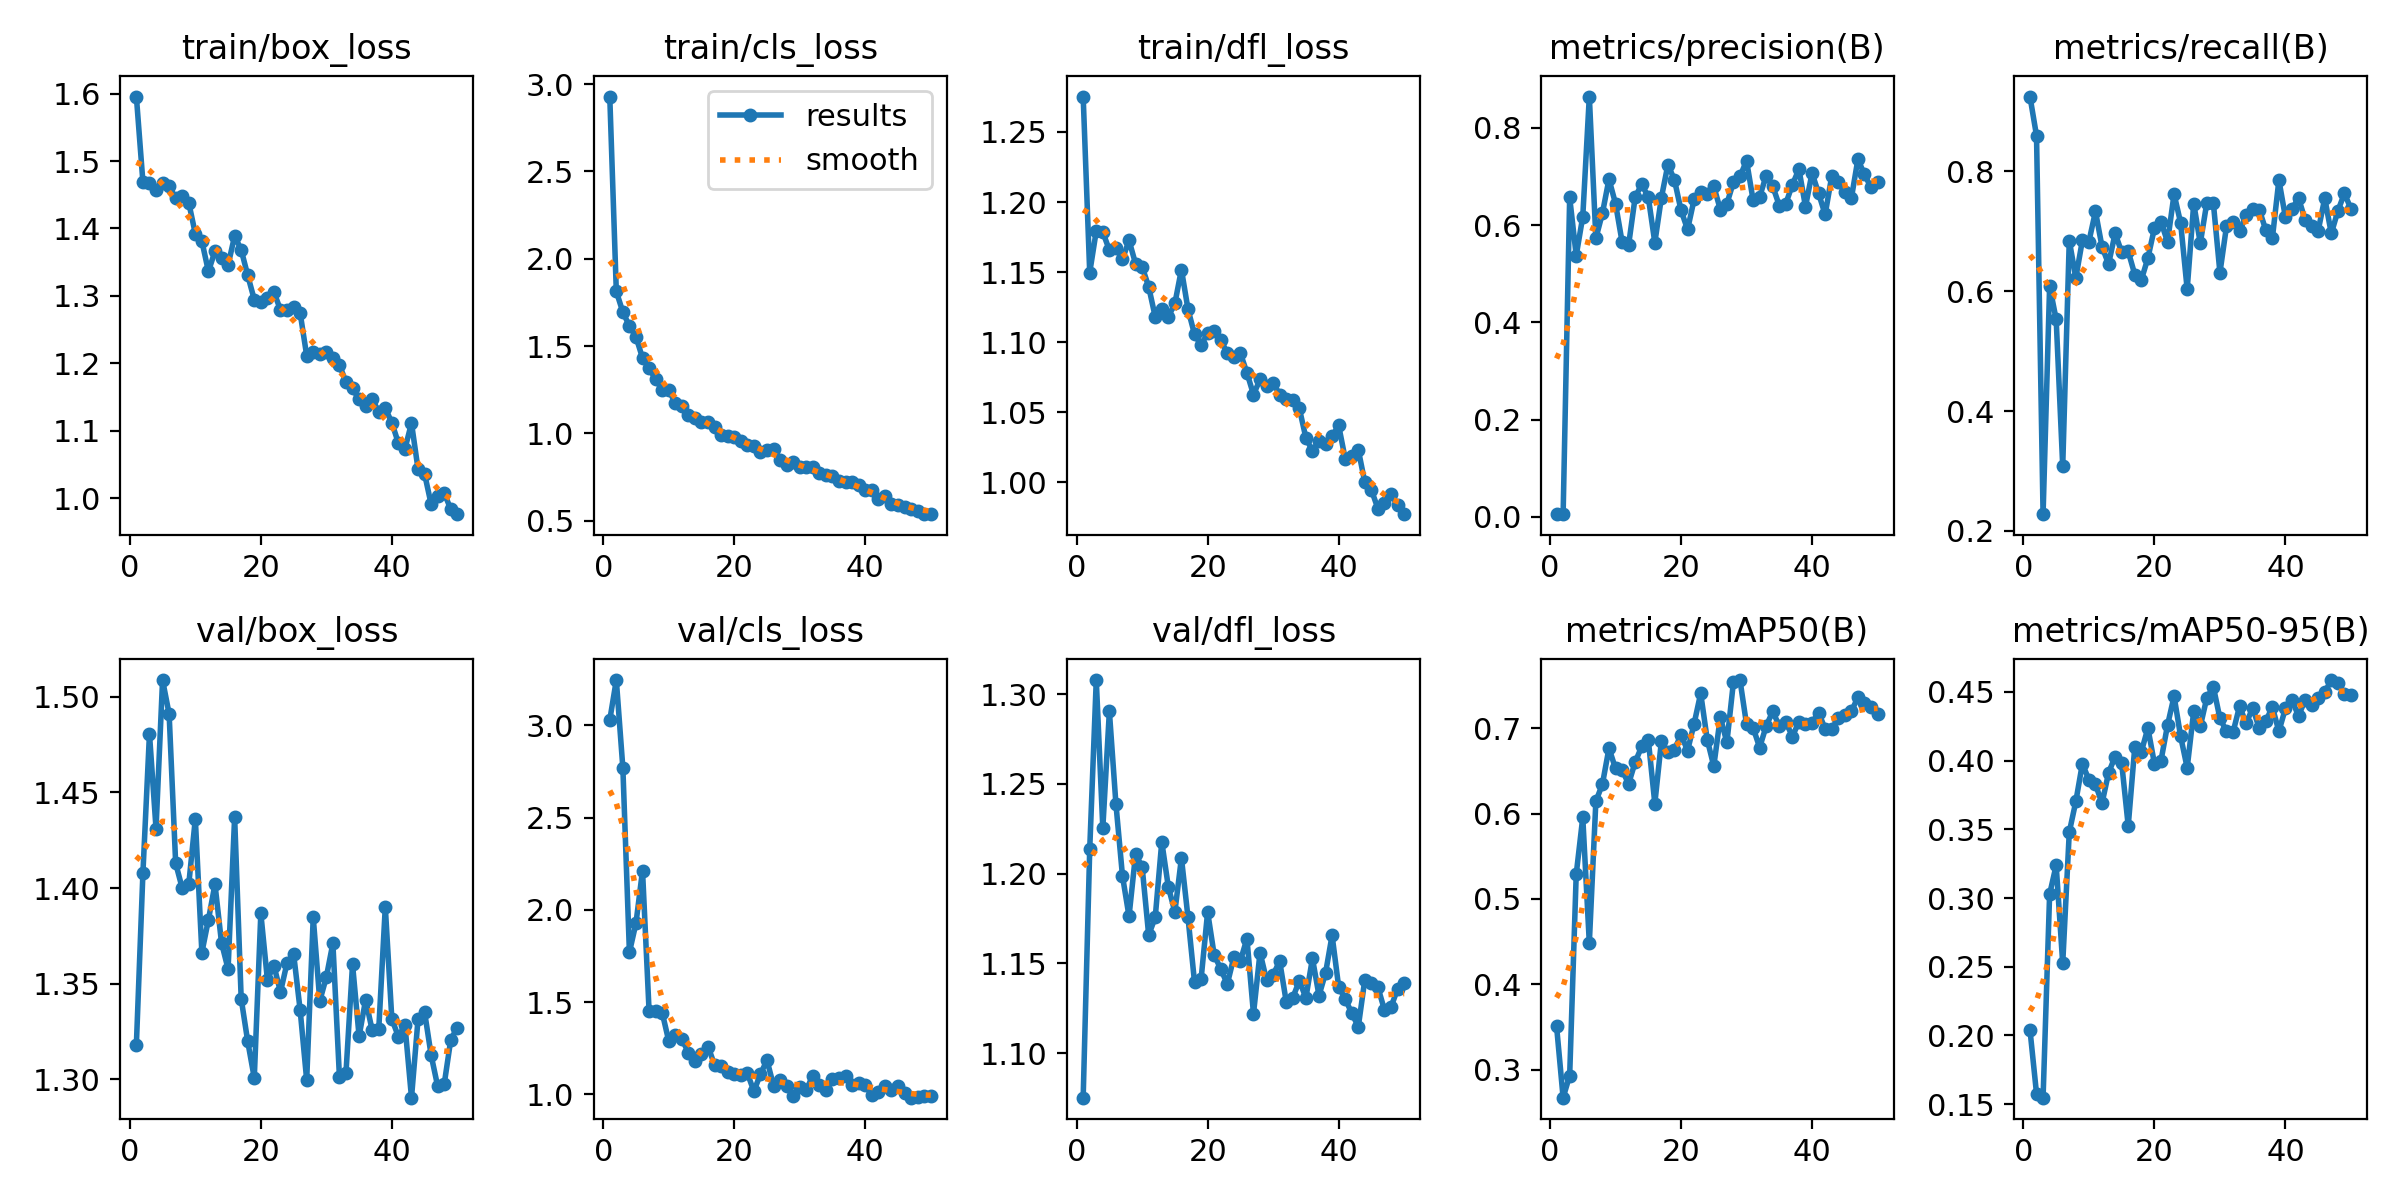 train/box_loss
1.6
1.5
1.4
1.3
1.2
1.1
1.0
0 20 40
train/cls_loss
3.0
2.5
2.0
1.5
1.0
0.5
results
smooth
0 20 40
train/dfl_loss
1.25
1.20
1.15
1.10
1.05
1.00
0 20 40
metrics/precision(B)
0.8
0.6
0.4
0.2
0.0
0 20 40
metrics/recall(B)
0.8
0.6
0.4
0.2
0 20 40
val/box_loss
1.50
1.45
1.40
1.35
1.30
0 20 40
val/cls_loss
3.0
2.5
2.0
1.5
1.0
0 20 40
val/dfl_loss
1.30
1.25
1.20
1.15
1.10
0 20 40
metrics/mAP50(B)
0.7
0.6
0.5
0.4
0.3
0 20 40
metrics/mAP50-95(B)
0.45
0.40
0.35
0.30
0.25
0.20
0.15
0 20 40